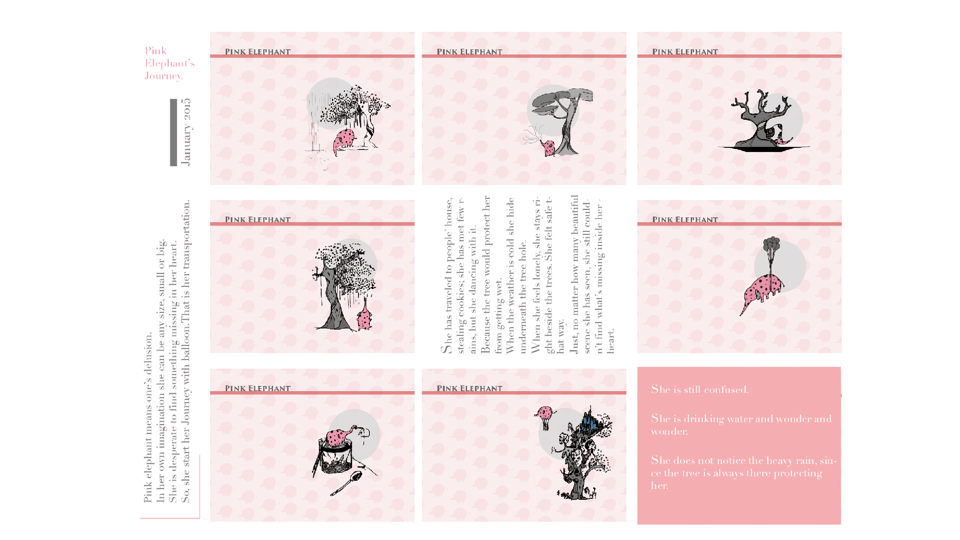 Pink
Elephant's
Journey.
January 2015
Pink elephant means one's delusion.
In her own imagination she can be any size, small or big.
She is desperate to find something missing in her heart.
So, she start her Journey with balloon. That is her transportation.
PINK ELEPHANT
PINK ELEPHANT
PINK ELEPHANT
PINK ELEPHANT
She has traveled to people' house,
stealing cookies; she has met few r-
ains, but she dancing with it.
Because the tree would protect her
from getting wet.
When the weather is cold she hide
underneath the tree hole.
When she feels lonely, she stays ri-
ght beside the trees. She felt safe t-
hat way.
Just, no matter how many beautiful
scene she has seen, she still could
n't find what's missing inside her
heart.
PINK ELEPHANT
PINK ELEPHANT
PINK ELEPHANT
She is still confused.
She is drinking water and wonder and
wonder.
She does not notice the heavy rain, sin-
ce the tree is always there protecting
her.